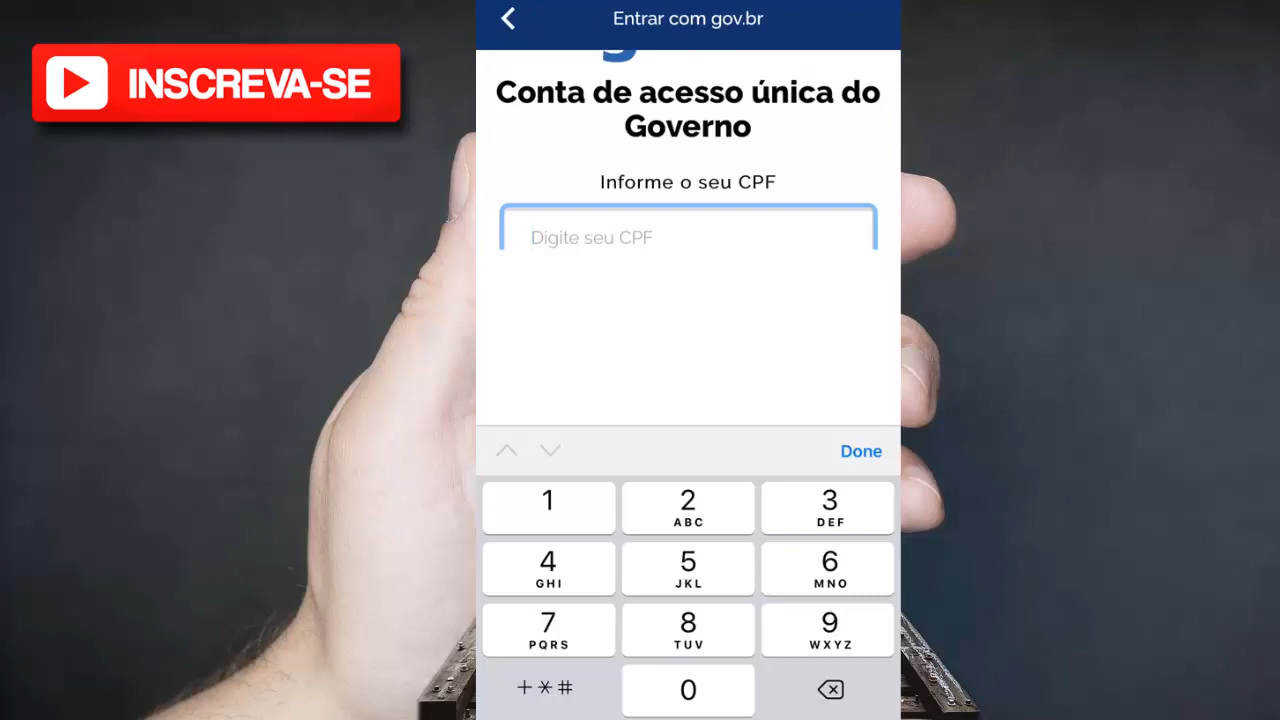 INSCREVA-SE
Entrar com gov.br
Conta de acesso única do
Governo
Informe o seu CPF
Digite seu CPF
Done
1
2
ABC
3
DEF
4
GHI
5
JKL
6
MNO
7
PQRS
8
TUV
9
WXYZ
+*#
0